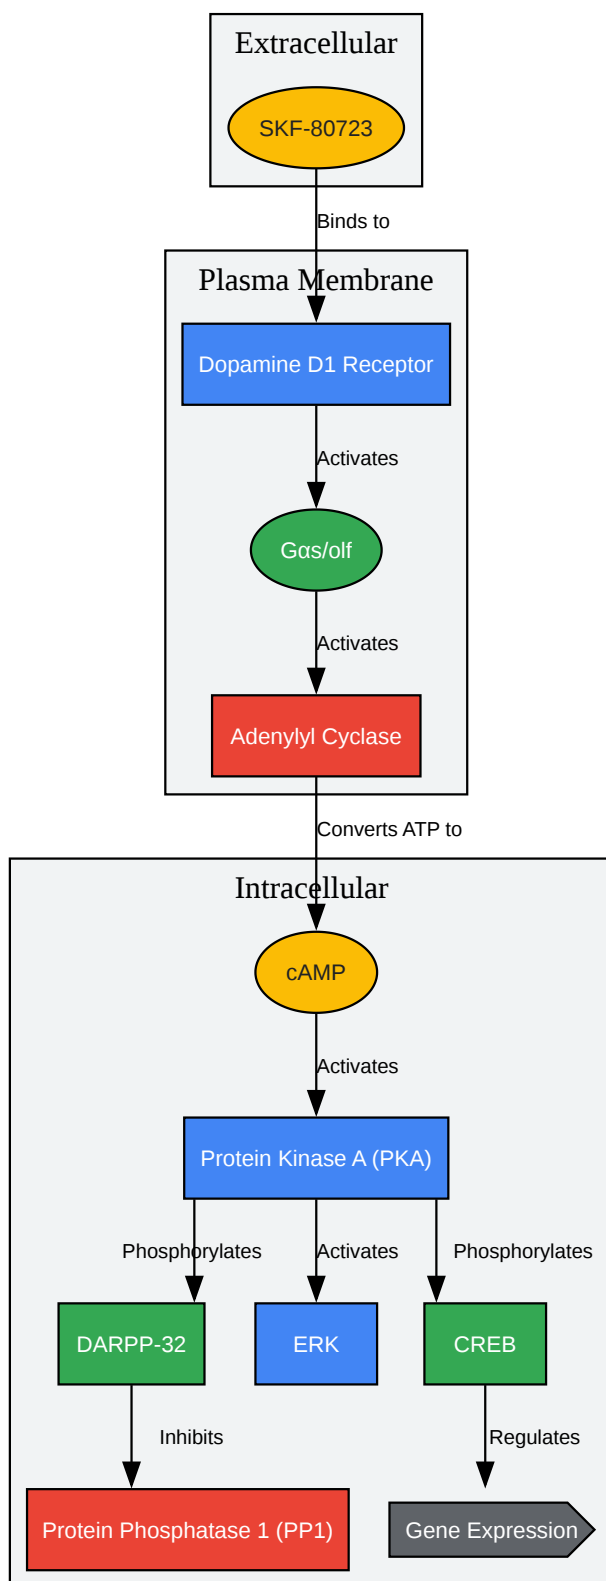 Extracellular
SKF-80723
Binds to
Plasma Membrane
Dopamine D1 Receptor
Activates
Gαs/olf
Activates
Adenylyl Cyclase
Converts ATP to
Intracellular
cAMP
Activates
Protein Kinase A (PKA)
Phosphorylates
Activates
Phosphorylates
DARPP-32
ERK
CREB
Inhibits
Regulates
Protein Phosphatase 1 (PP1)
Gene Expression